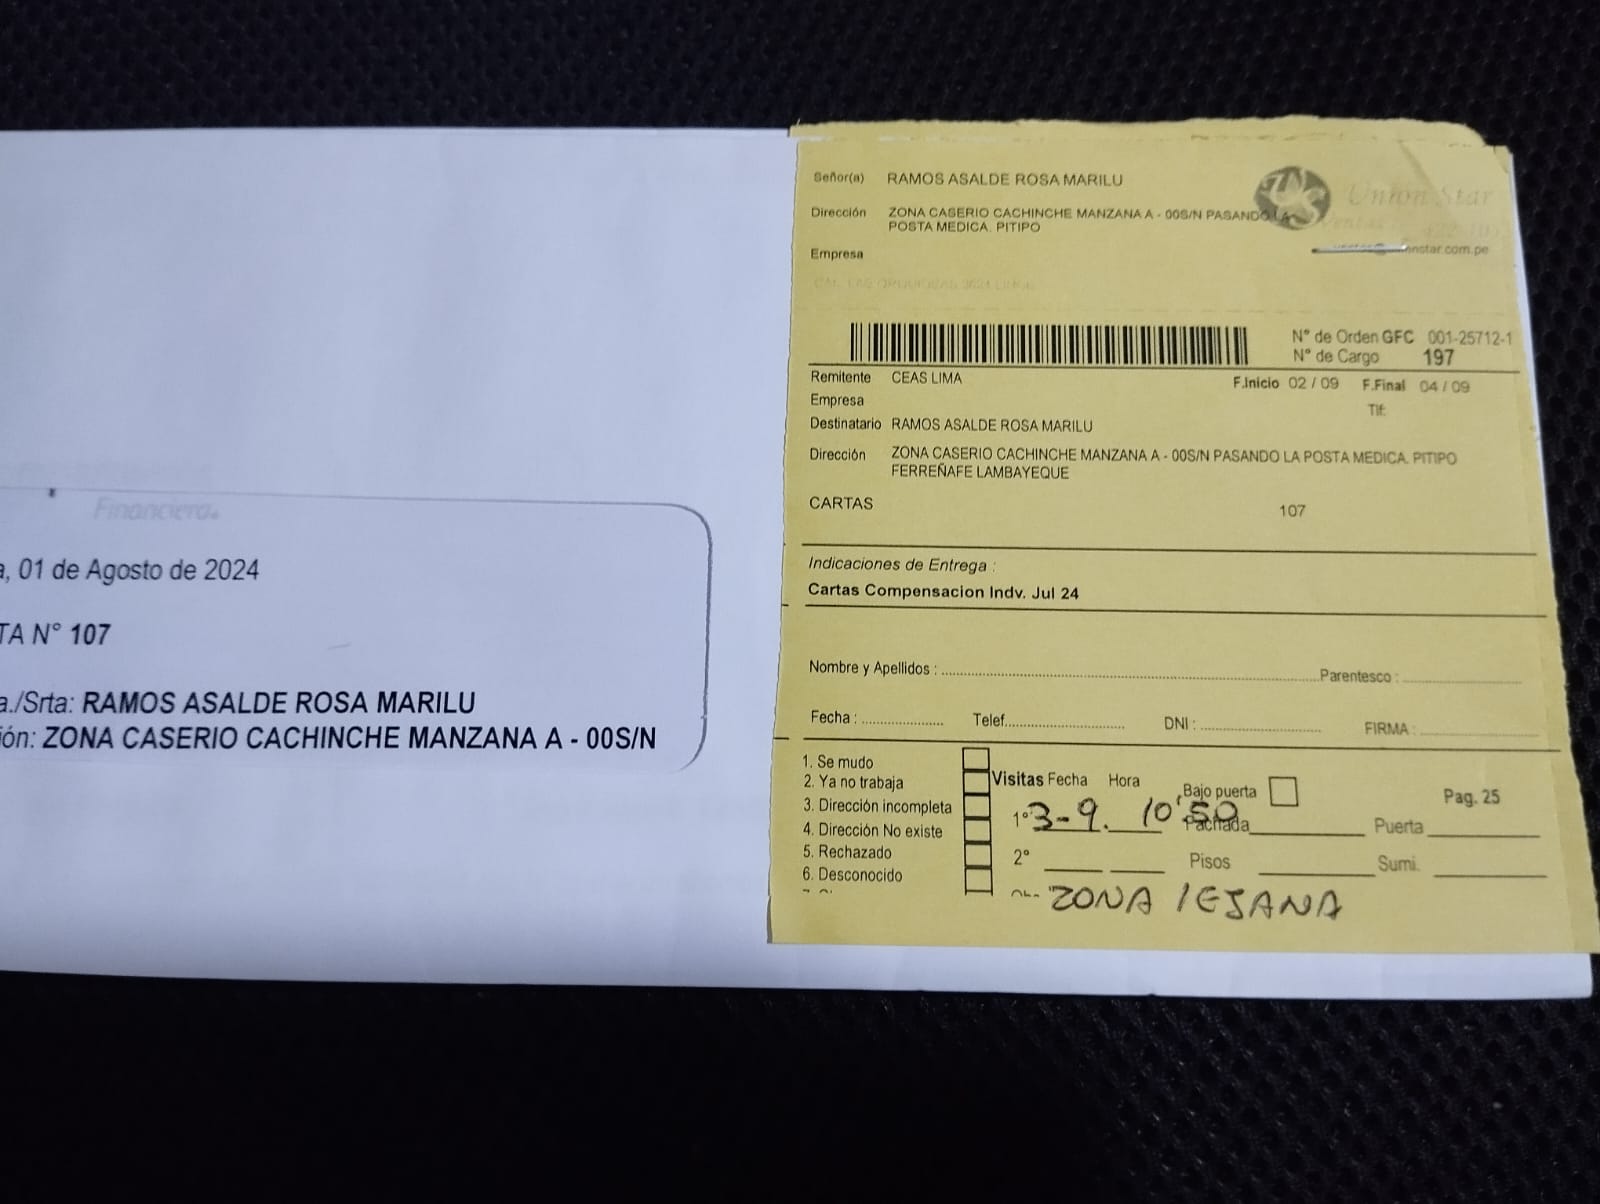 Financiera
a, 01 de Agosto de 2024
TA N° 107
a./Srta: RAMOS ASALDE ROSA MARILU
ión: ZONA CASERIO CACHINCHE MANZANA A - 00S/N
Señor(a) RAMOS ASALDE ROSA MARILU
Union Star
Dirección ZONA CASERIO CACHINCHE MANZANA A - 00S/N PASANDO LA
POSTA MEDICA. PITIPO
Empresa
nstar.com.pe
N° de Orden GFC 001-25712-1
N° de Cargo 197
Remitente CEAS LIMA F.Inicio 02 / 09 F.Final 04 / 09
Empresa Tlf:
Destinatario RAMOS ASALDE ROSA MARILU
Dirección ZONA CASERIO CACHINCHE MANZANA A - 00S/N PASANDO LA POSTA MEDICA. PITIPO
FERREÑAFE LAMBAYEQUE
CARTAS 107
Indicaciones de Entrega :
Cartas Compensacion Indv. Jul 24
Nombre y Apellidos : Parentesco :
Fecha : Telef. DNI : FIRMA :
1. Se mudo
2. Ya no trabaja Visitas Fecha Hora Bajo puerta Pag. 25
3. Dirección incompleta 1° 3-9. 10:50 Fachada Puerta
4. Dirección No existe
5. Rechazado 2° Pisos Sumi.
6. Desconocido
ZONA LEJANA